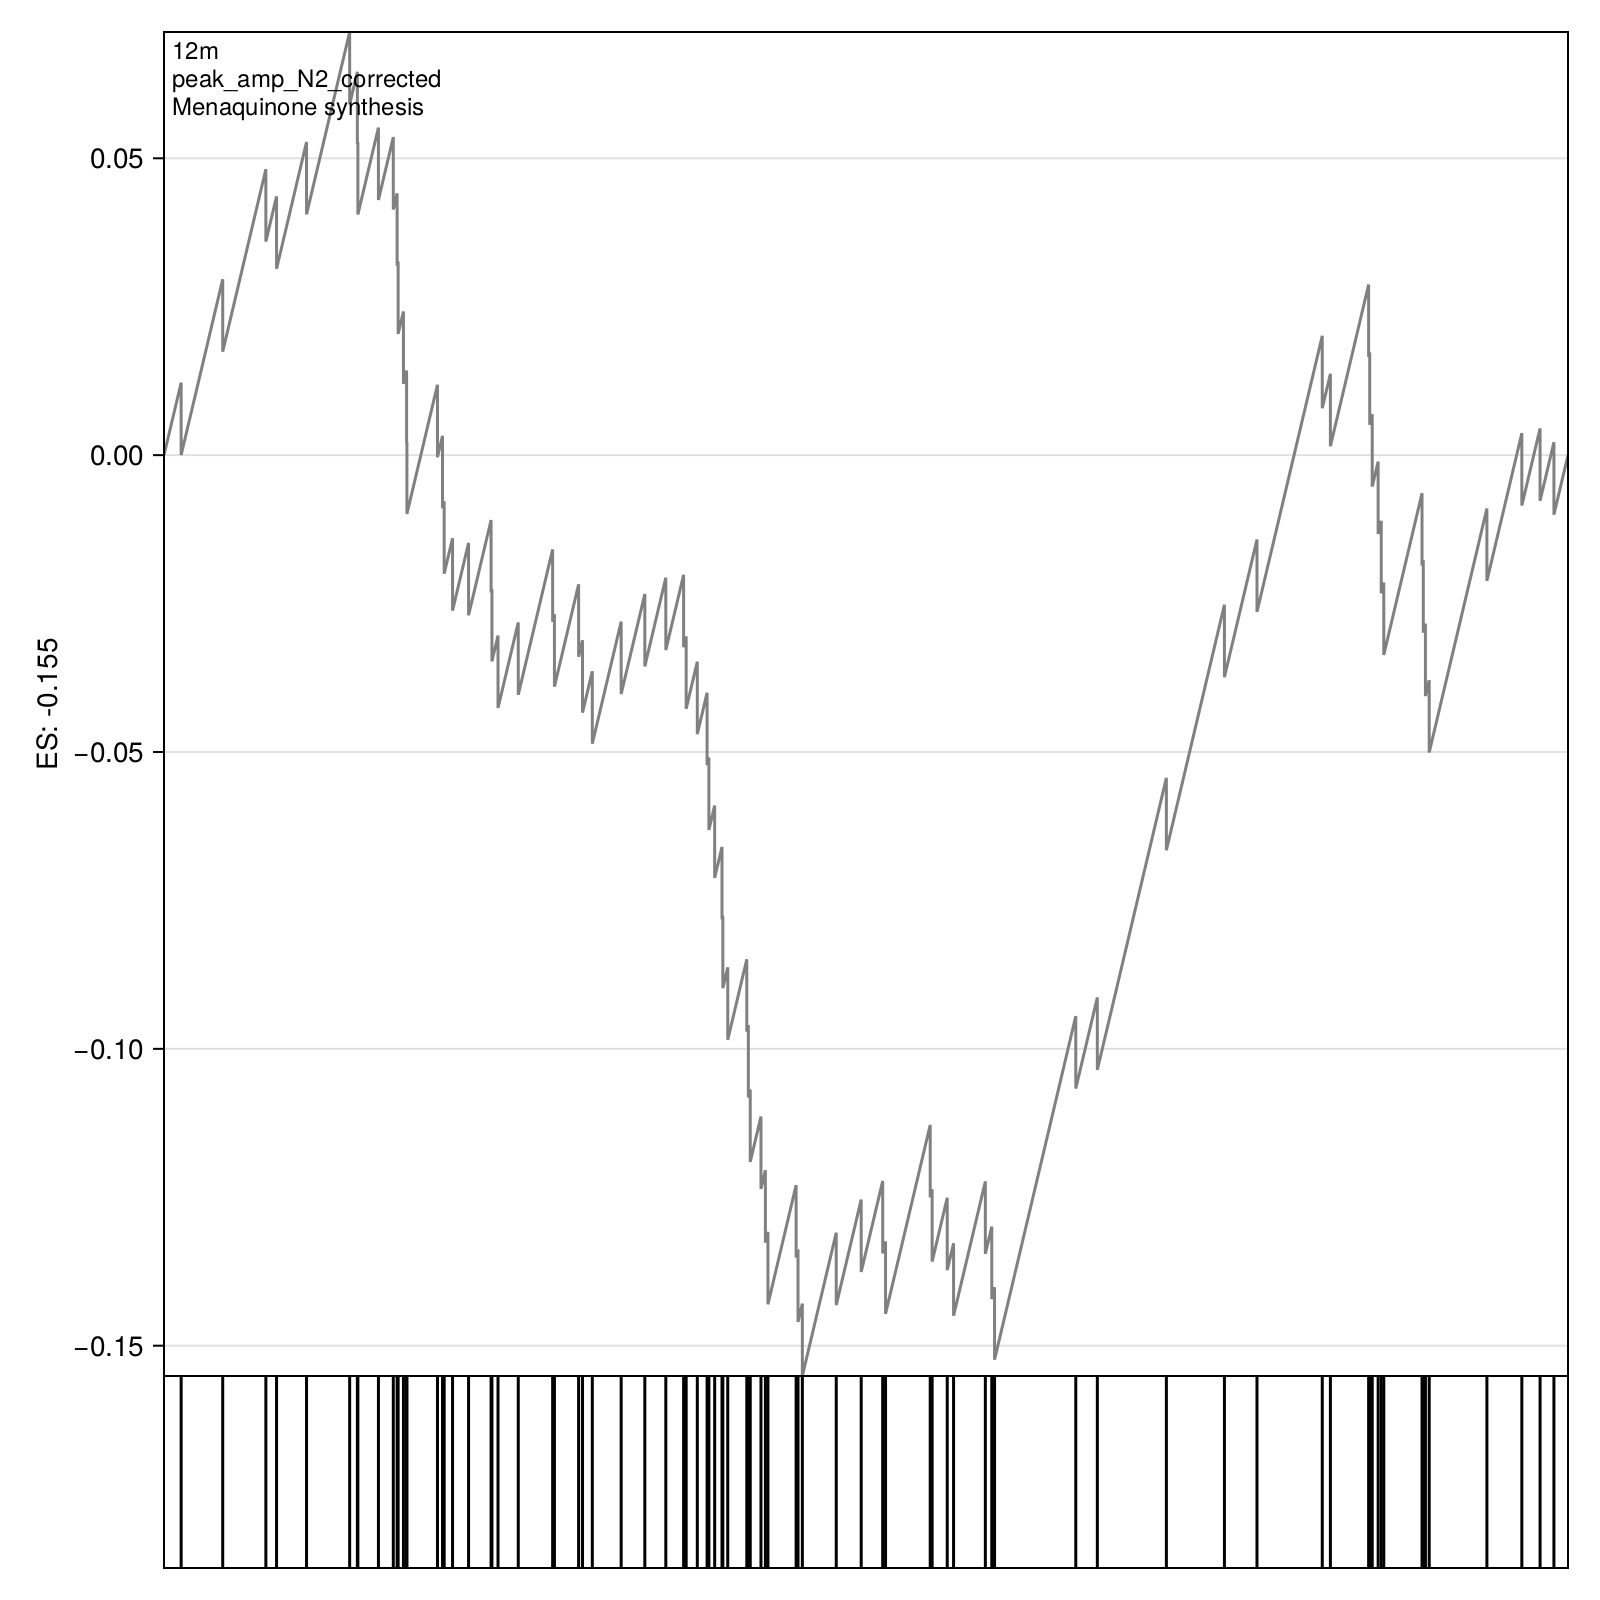 12m
peak_amp_N2_corrected
Menaquinone synthesis
0.05
0.00
−0.05
−0.10
−0.15
ES: -0.155